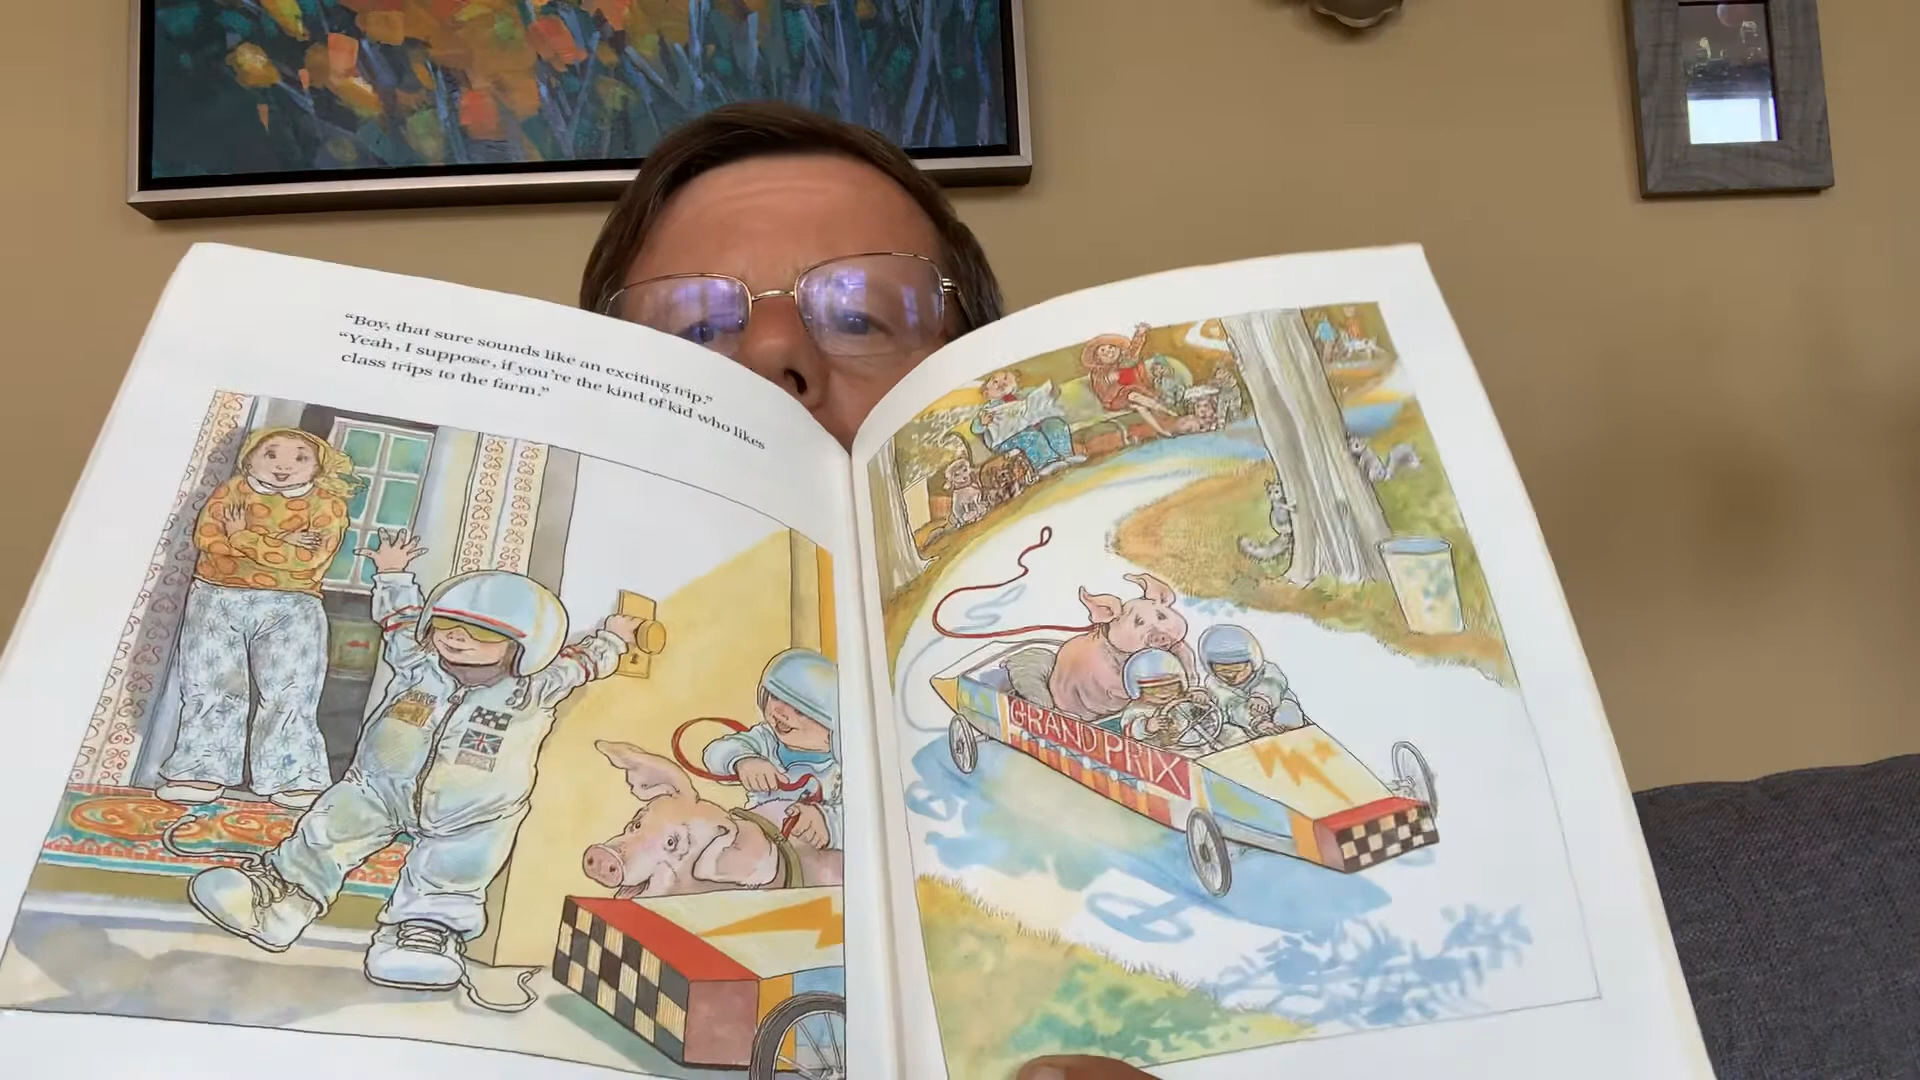 “Boy, that sure sounds like an exciting trip.”
“Yeah, I suppose, if you’re the kind of kid who likes
class trips to the farm.”
GRAND PRIX